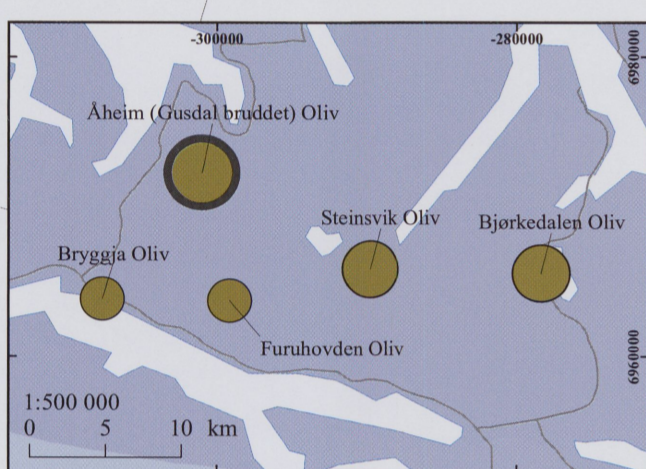 -300000
-280000
6980000
Åheim (Gusdal bruddet) Oliv
Steinsvik Oliv
Bjørkedalen Oliv
Bryggja Oliv
Furuhovden Oliv
6960000
1:500 000
0 5 10 km